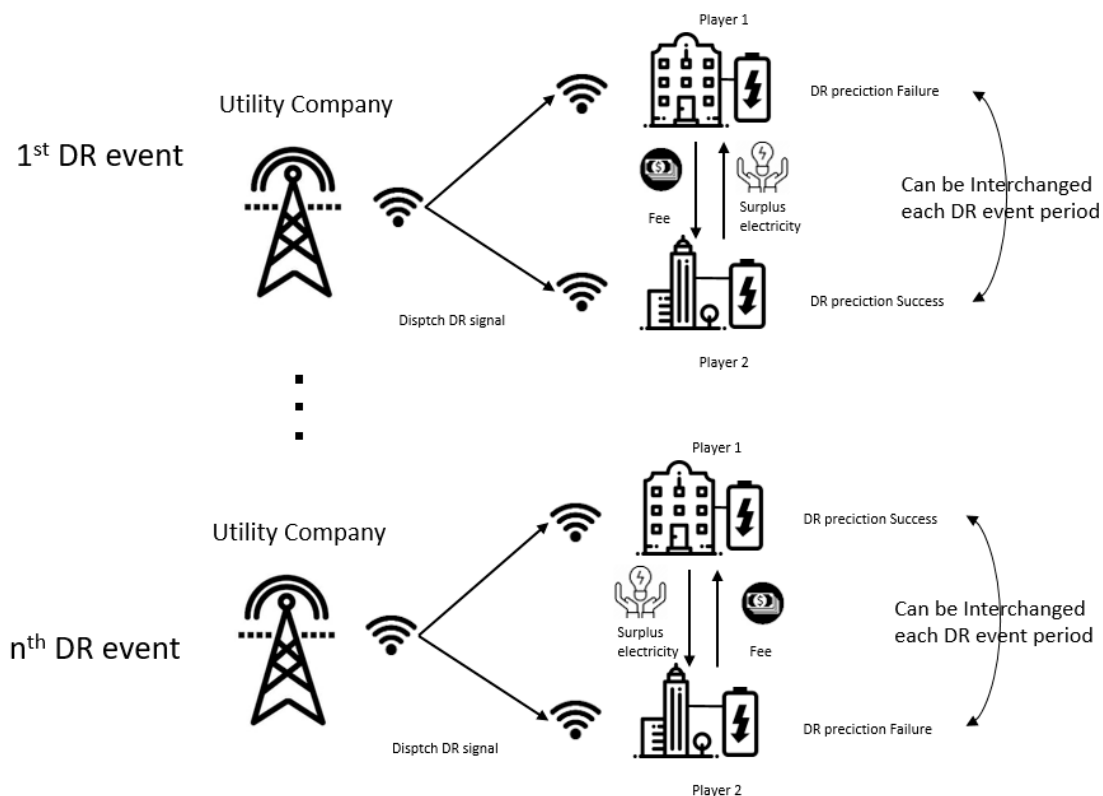 Player 1
Utility Company
DR preciction Failure
1st DR event
Can be Interchanged
each DR event period
Fee
Surplus
electricity
DR preciction Success
Disptch DR signal
Player 2
Player 1
Utility Company
DR preciction Success
Can be Interchanged
each DR event period
nth DR event
Surplus
electricity
Fee
DR preciction Failure
Disptch DR signal
Player 2